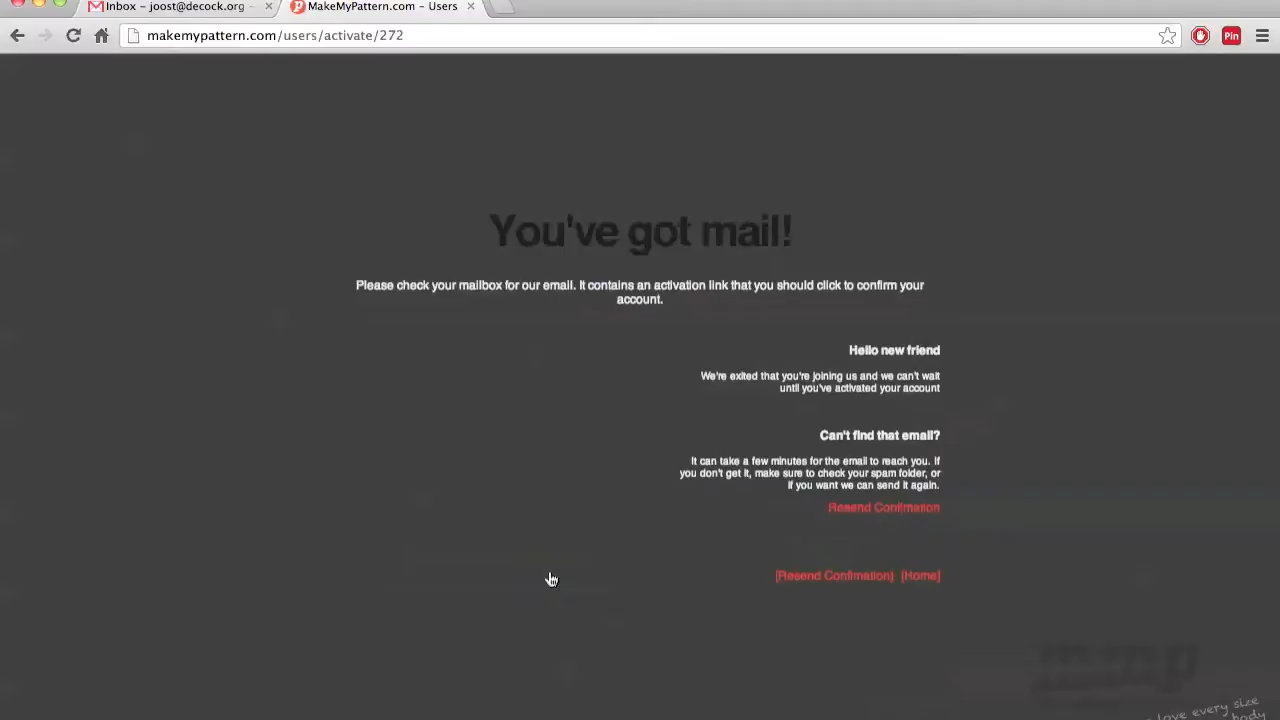 Inbox – joost@decock.org
MakeMyPattern.com – Users
makemypattern.com/users/activate/272
Pin
You've got mail!
Please check your mailbox for our email. It contains an activation link that you should click to confirm your
account.
Hello new friend
We're exited that you're joining us and we can't wait
until you've activated your account
Can't find that email?
It can take a few minutes for the email to reach you. If
you don't get it, make sure to check your spam folder, or
if you want we can send it again.
Resend Confimation
[Resend Confimation] [Home]
mmp
love every size
body